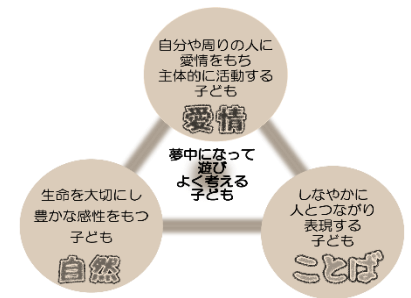 自分や周りの人に
愛情をもち
主体的に活動する
子ども
愛情
夢中になって
遊び
よく考える
子ども
生命を大切にし
豊かな感性をもつ
子ども
自然
しなやかに
人とつながり
表現する
子ども
ことば